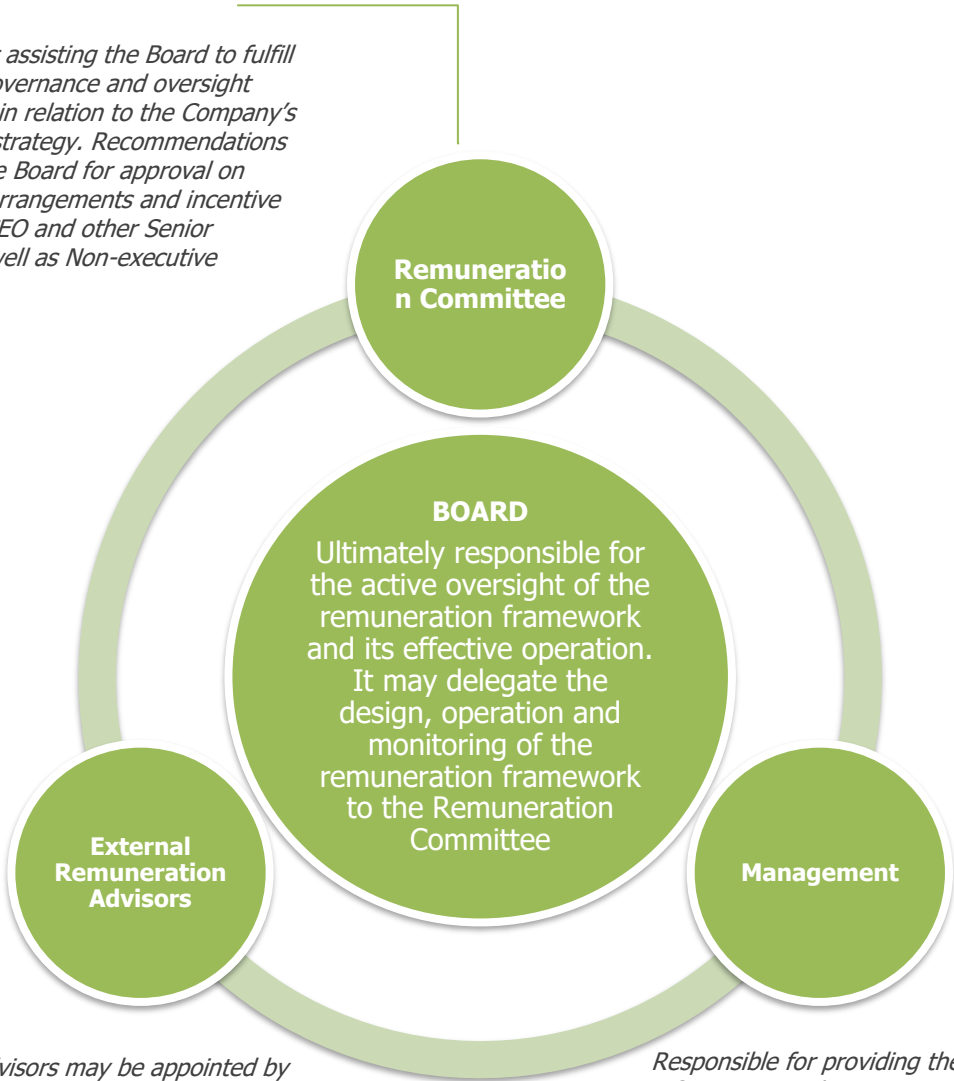 assisting the Board to fulfill
overnance and oversight
in relation to the Company's
strategy. Recommendations
e Board for approval on
rrangements and incentive
EO and other Senior
vell as Non-executive
Remuneratio
n Committee
BOARD
Ultimately responsible for
the active oversight of the
remuneration framework
and its effective operation.
It may delegate the
design, operation and
monitoring of the
remuneration framework
to the Remuneration
Committee
External
Remuneration
Advisors
Management
visors may be appointed by
Responsible for providing the